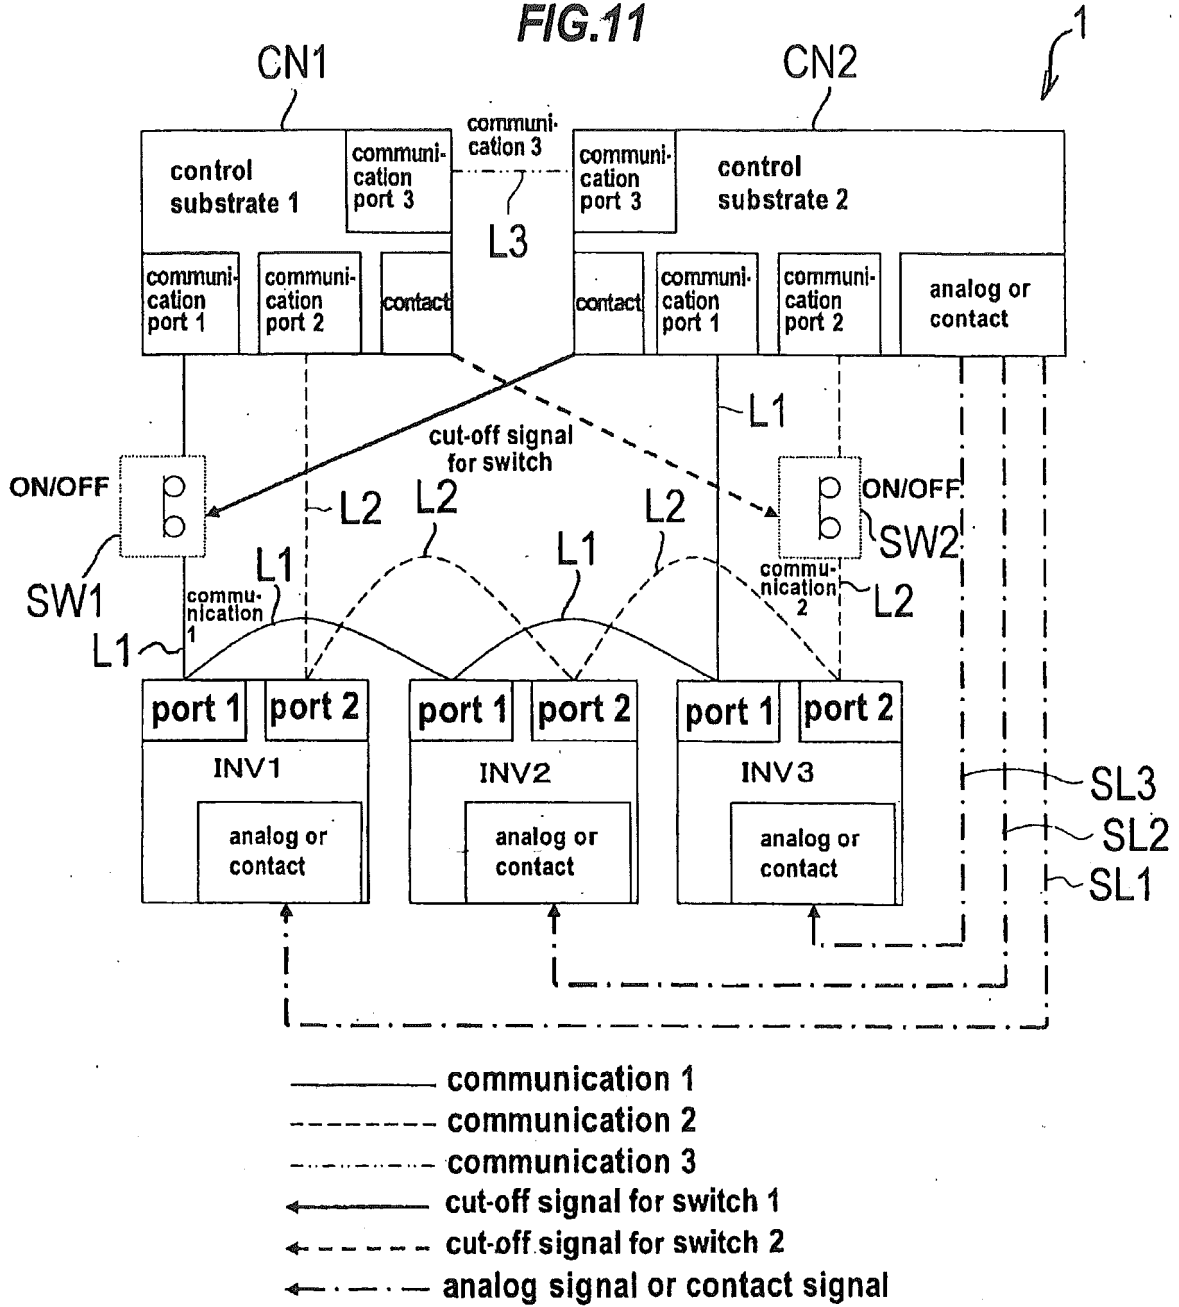 FIG.11
1
CN1
CN2
control
substrate 1
communi-
cation
port 3
communi-
cation 3
L3
communi-
cation
port 3
control
substrate 2
communi-
cation
port 1
communi-
cation
port 2
contact
contact
communi-
cation
port 1
communi-
cation
port 2
analog or
contact
L1
cut-off signal
for switch
ON/OFF
ON/OFF
SW1
SW2
L2
L2
L2
L1
L1
L2
L1
commu-
nication
1
commu-
nication
2
port 1
port 2
port 1
port 2
port 1
port 2
INV1
INV2
INV3
analog or
contact
analog or
contact
analog or
contact
SL3
SL2
SL1
communication 1
communication 2
communication 3
cut-off signal for switch 1
cut-off signal for switch 2
analog signal or contact signal